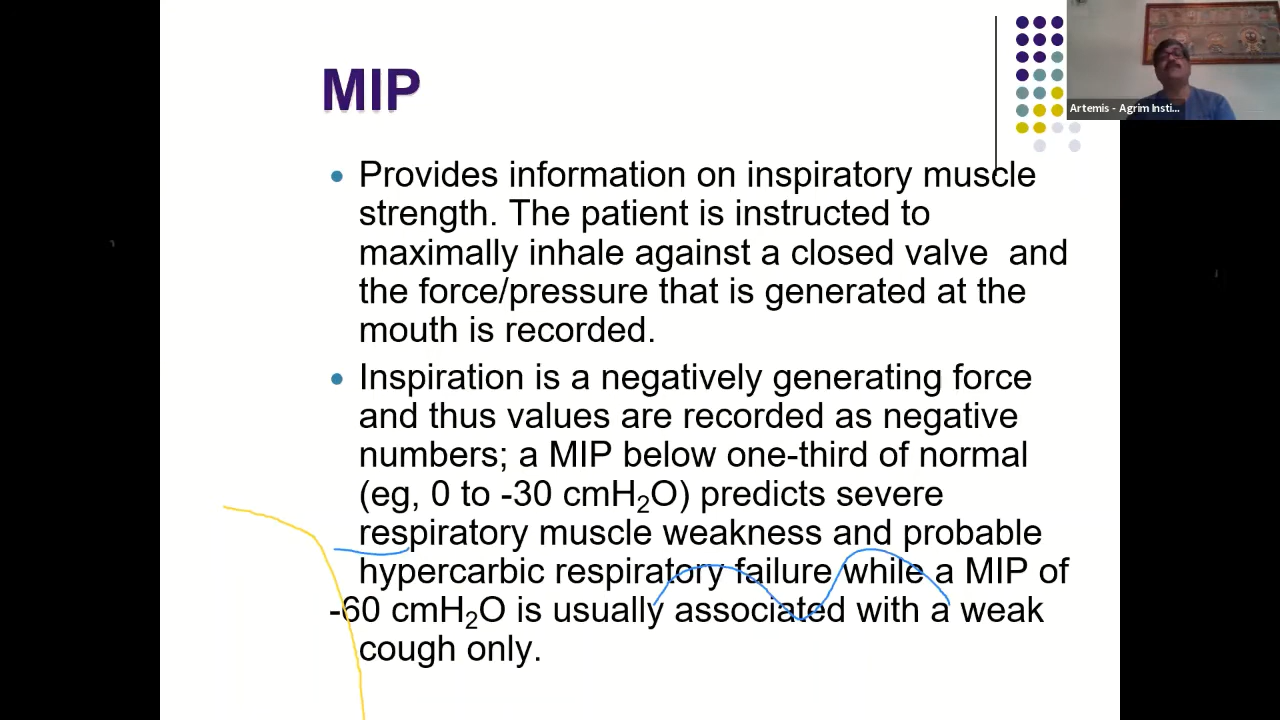 MIP
Artemis - Agrim Insti...
Provides information on inspiratory muscle
strength. The patient is instructed to
maximally inhale against a closed valve  and
the force/pressure that is generated at the
mouth is recorded.
Inspiration is a negatively generating force
and thus values are recorded as negative
numbers; a MIP below one-third of normal
(eg, 0 to -30 cmH₂O) predicts severe
respiratory muscle weakness and probable
hypercarbic respiratory failure while a MIP of
-60 cmH₂O is usually associated with a weak
cough only.